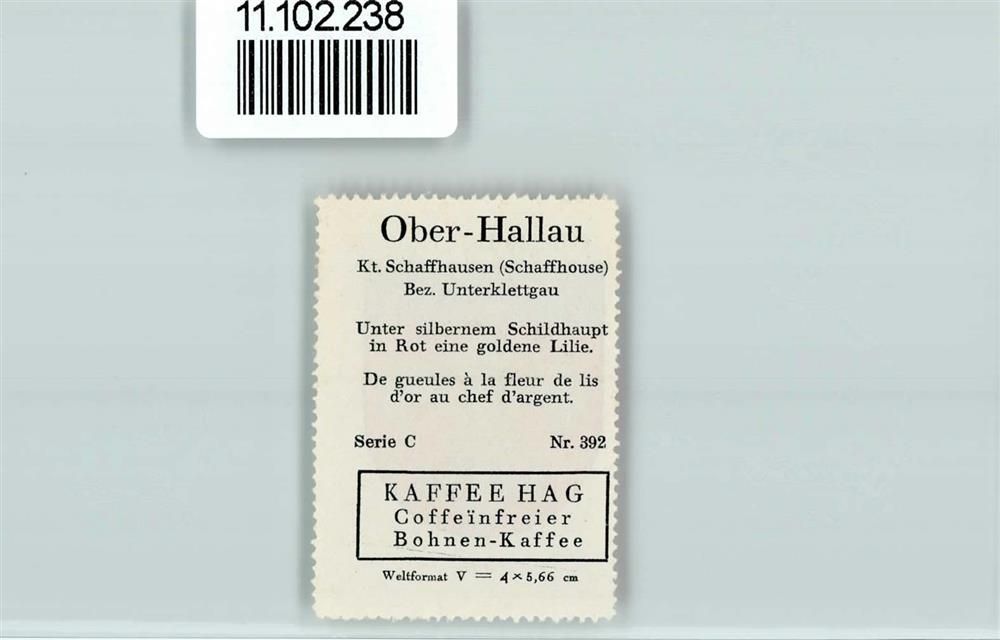 11.102.238
Ober-Hallau
Kt. Schaffhausen (Schaffhouse)
Bez. Unterklettgau
Unter silbernem Schildhaupt
in Rot eine goldene Lilie.
De gueules à la fleur de lis
d'or au chef d'argent.
Serie C Nr. 392
KAFFEE HAG
Coffeïnfreier
Bohnen-Kaffee
Weltformat V = 4×5,66 cm